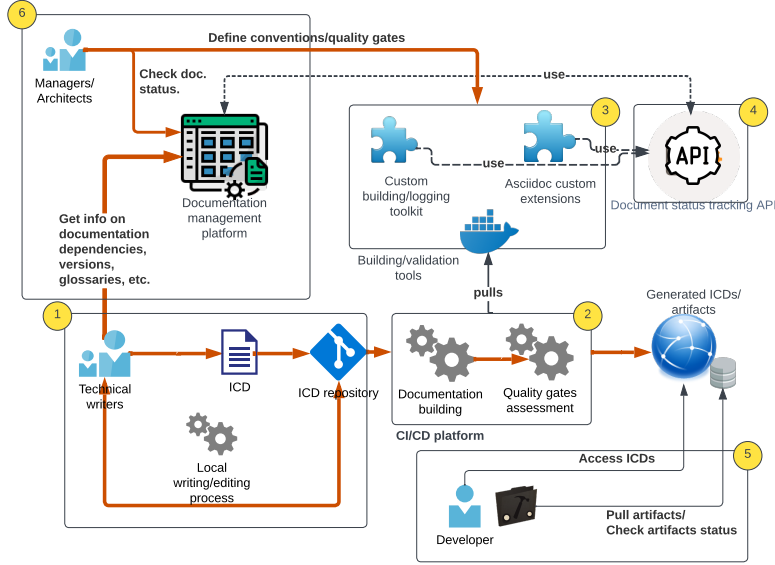 6
Define conventions/quality gates
Managers/
Architects
Check doc.
status.
use
3
4
API
use
use
Custom
building/logging
toolkit
Asciidoc custom
extensions
Document status tracking API
Documentation
management
platform
Get info on
documentation
dependencies,
versions,
glossaries, etc.
Building/validation
tools
pulls
Generated ICDs/
artifacts
1
2
Technical
writers
ICD
ICD repository
Documentation
building
Quality gates
assessment
CI/CD platform
Local
writing/editing
process
5
Access ICDs
Developer
Pull artifacts/
Check artifacts status